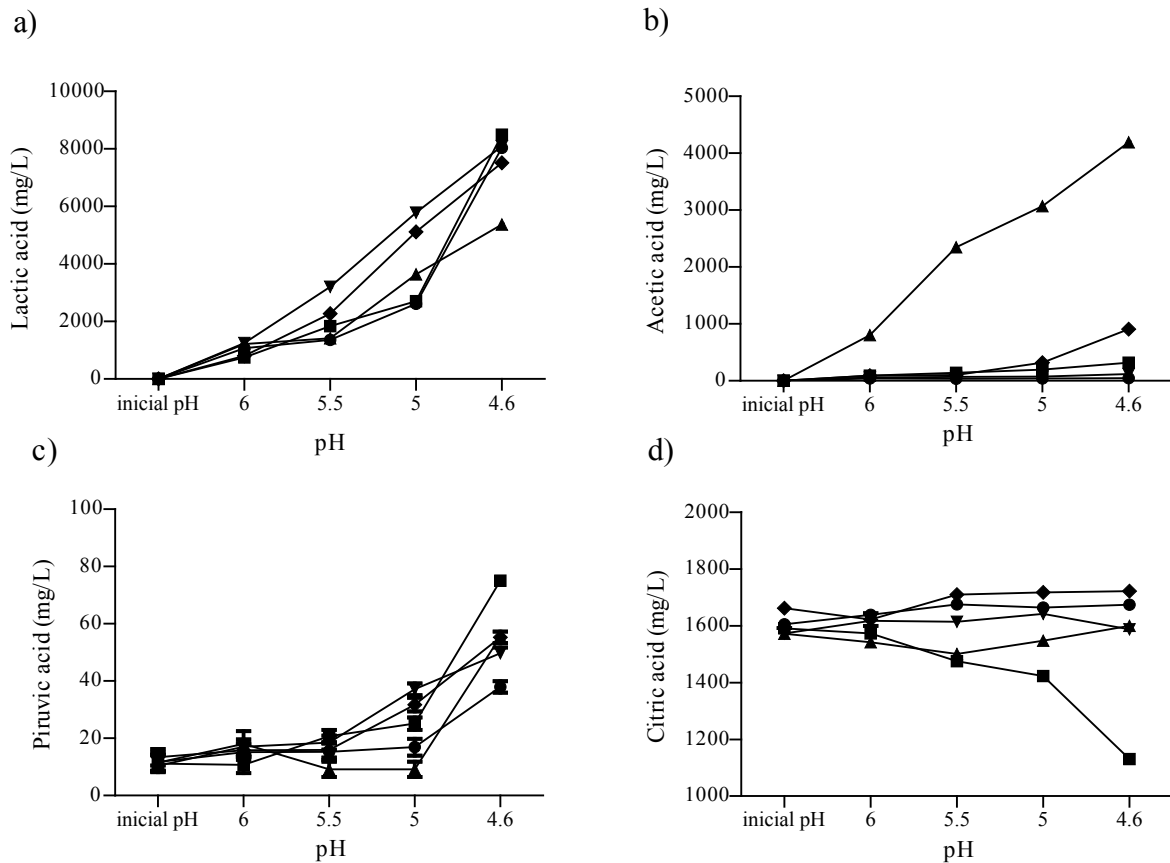 a)
10000
8000
6000
4000
2000
0
Lactic acid (mg/L)
inicial pH 6 5.5 5 4.6
pH
b)
5000
4000
3000
2000
1000
0
Acetic acid (mg/L)
inicial pH 6 5.5 5 4.6
pH
c)
100
80
60
40
20
0
Piruvic acid (mg/L)
inicial pH 6 5.5 5 4.6
pH
d)
2000
1800
1600
1400
1200
1000
Citric acid (mg/L)
inicial pH 6 5.5 5 4.6
pH